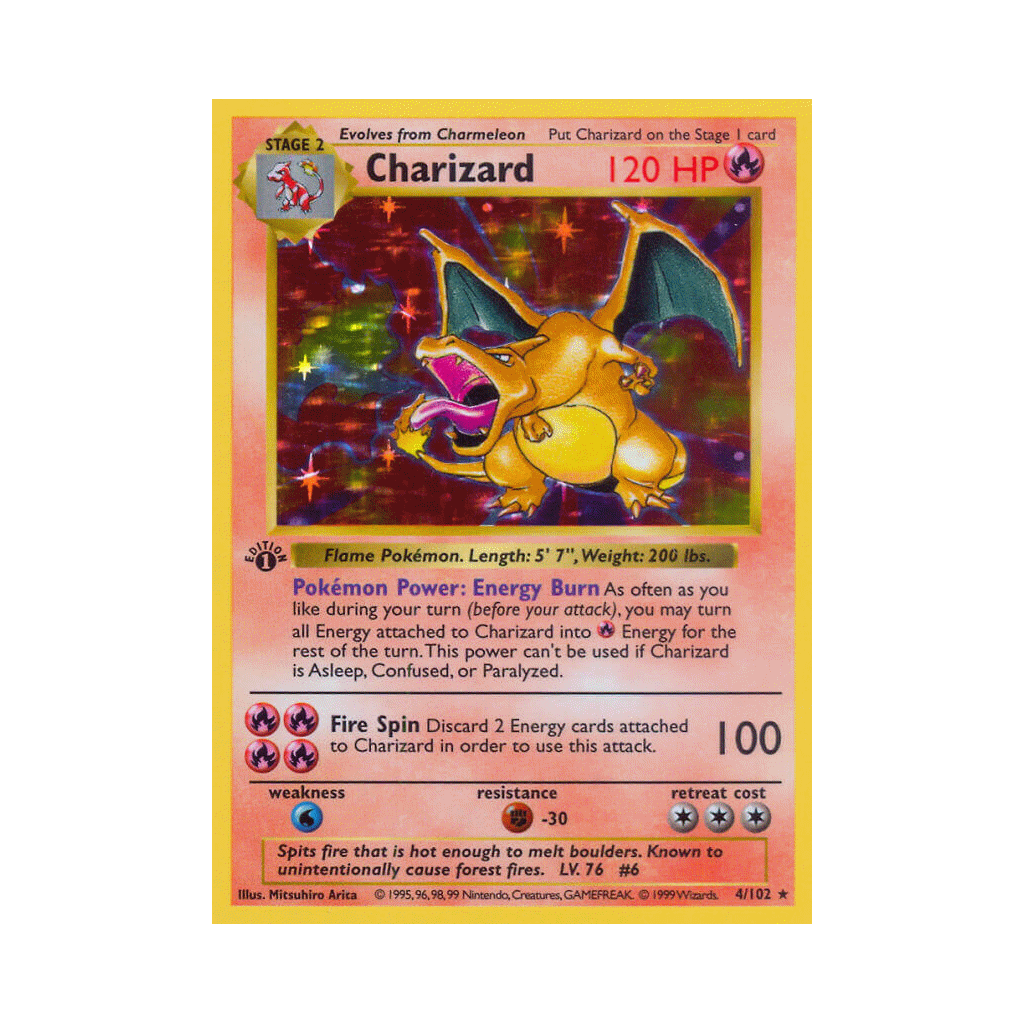 Evolves from Charmeleon Put Charizard on the Stage 1 card
STAGE 2
Charizard 120 HP
EDITION 1
Flame Pokémon. Length: 5' 7", Weight: 200 lbs.
Pokémon Power: Energy Burn As often as you
like during your turn (before your attack), you may turn
all Energy attached to Charizard into Energy for the
rest of the turn. This power can't be used if Charizard
is Asleep, Confused, or Paralyzed.
Fire Spin Discard 2 Energy cards attached
to Charizard in order to use this attack.
100
weakness resistance retreat cost
-30
Spits fire that is hot enough to melt boulders. Known to
unintentionally cause forest fires. LV. 76 #6
Illus. Mitsuhiro Arita © 1995, 96, 98, 99 Nintendo, Creatures, GAMEFREAK. © 1999 Wizards. 4/102 ★